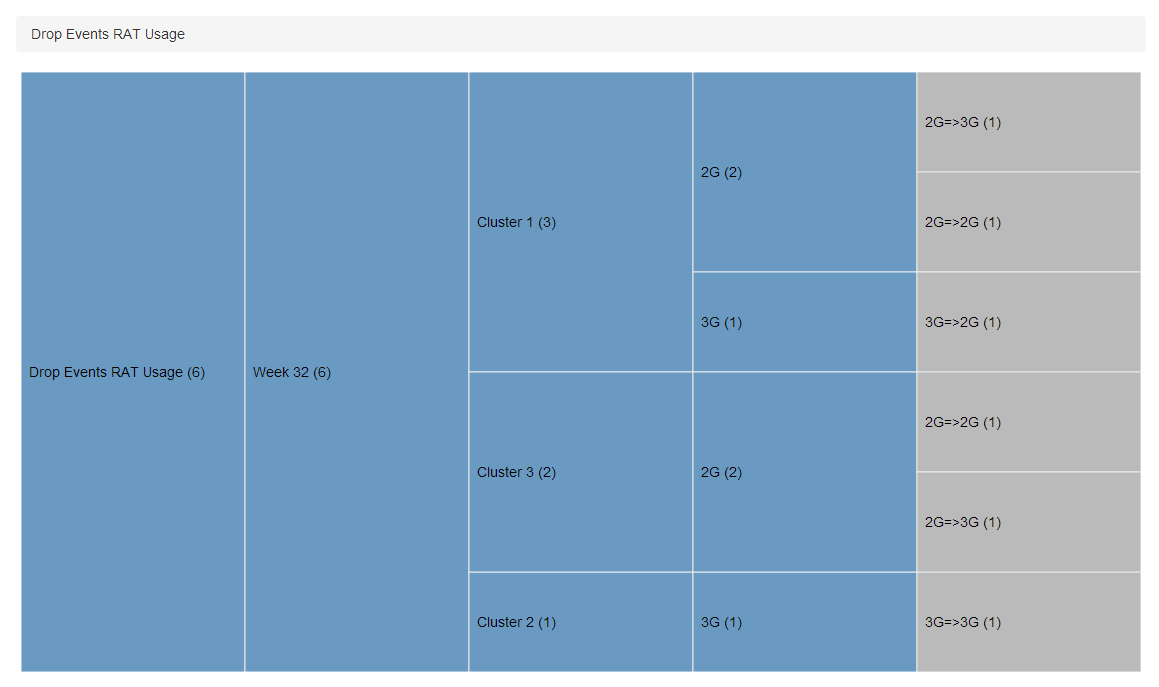 Drop Events RAT Usage
Drop Events RAT Usage (6)
Week 32 (6)
Cluster 1 (3)
2G (2)
2G=>3G (1)
2G=>2G (1)
3G (1)
3G=>2G (1)
Cluster 3 (2)
2G (2)
2G=>2G (1)
2G=>3G (1)
Cluster 2 (1)
3G (1)
3G=>3G (1)